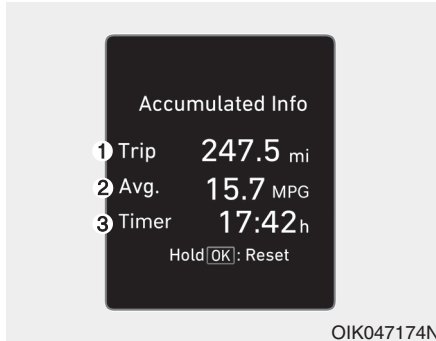 Accumulated Info
1 Trip 247.5 mi
2 Avg. 15.7 MPG
3 Timer 17:42h
Hold OK : Reset
OIK047174N